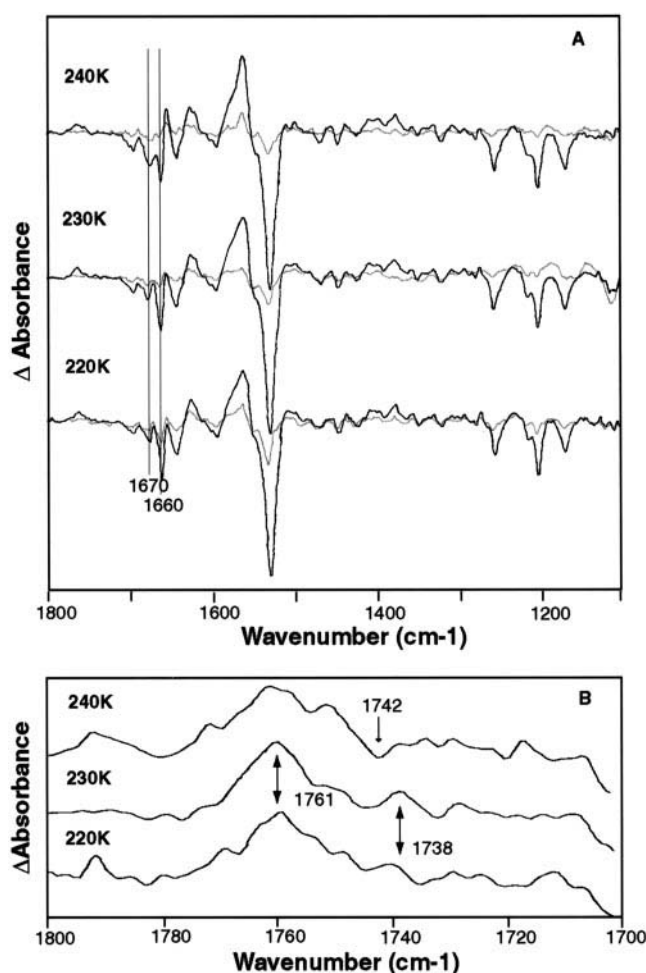 A
240K
230K
220K
Δ Absorbance
1670
1660
1800 1600 1400 1200
Wavenumber (cm-1)
B
240K
1742
230K
1761
1738
220K
ΔAbsorbance
1800 1780 1760 1740 1720 1700
Wavenumber (cm-1)